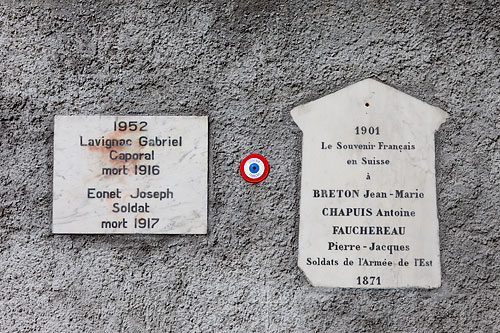 1952
Lavignac Gabriel
Caporal
mort 1916
Eonet Joseph
Soldat
mort 1917
1901
Le Souvenir Français
en Suisse
à
BRETON Jean-Marie
CHAPUIS Antoine
FAUCHEREAU
Pierre-Jacques
Soldats de l'Armée de l'Est
1871